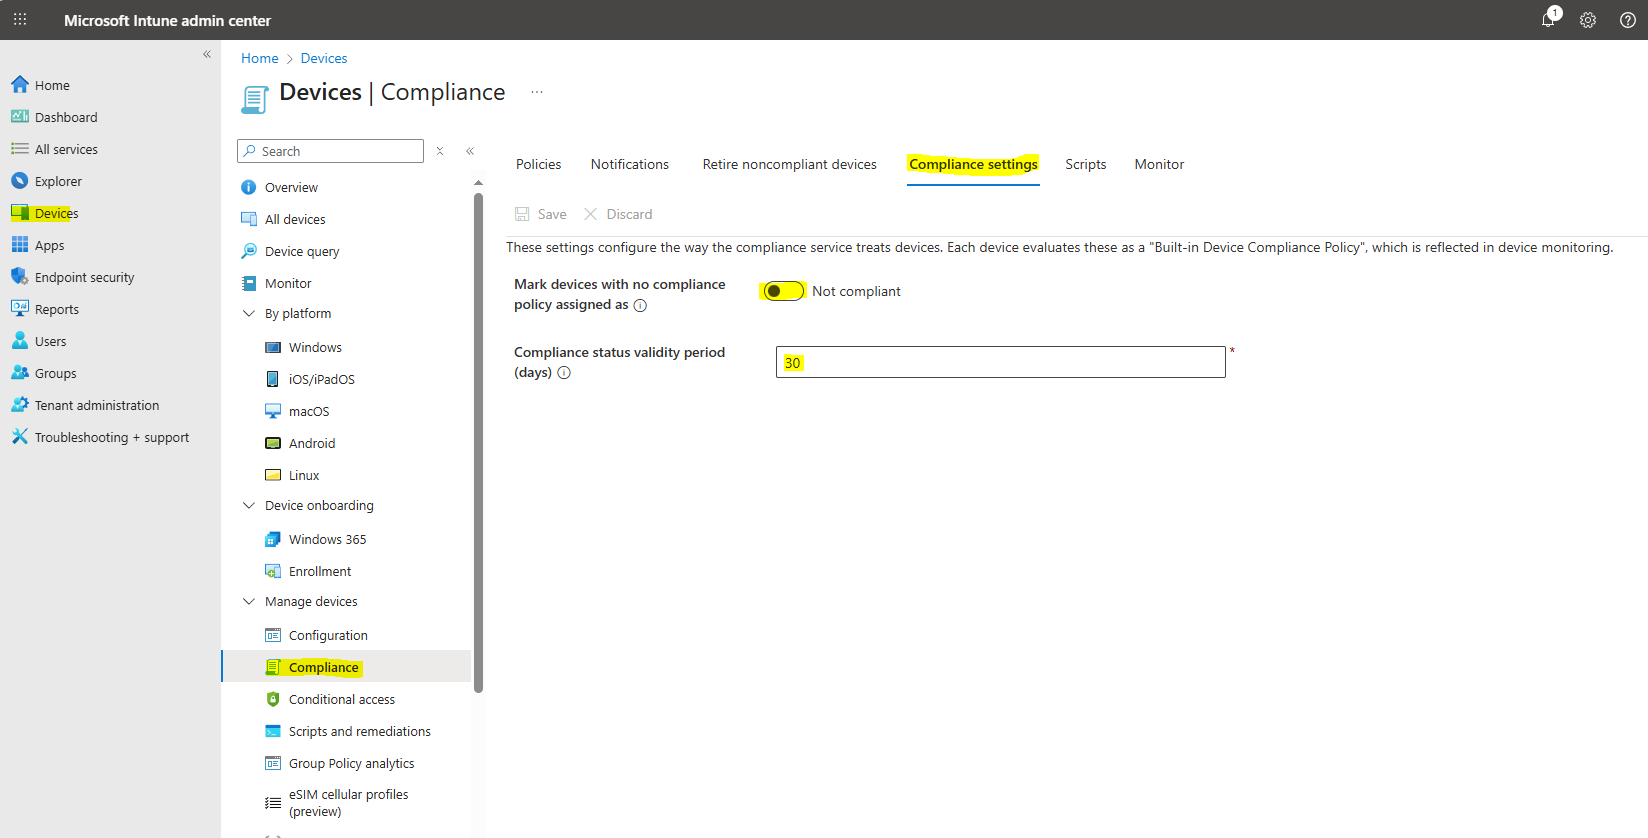 Microsoft Intune admin center
1
Home
Dashboard
All services
Explorer
Devices
Apps
Endpoint security
Reports
Users
Groups
Tenant administration
Troubleshooting + support
Home > Devices
Devices | Compliance
Search
Overview
All devices
Device query
Monitor
By platform
Windows
iOS/iPadOS
macOS
Android
Linux
Device onboarding
Windows 365
Enrollment
Manage devices
Configuration
Compliance
Conditional access
Scripts and remediations
Group Policy analytics
eSIM cellular profiles
(preview)
Policies Notifications Retire noncompliant devices Compliance settings Scripts Monitor
Save Discard
These settings configure the way the compliance service treats devices. Each device evaluates these as a "Built-in Device Compliance Policy", which is reflected in device monitoring.
Mark devices with no compliance
policy assigned as
Not compliant
Compliance status validity period
(days)
30 *